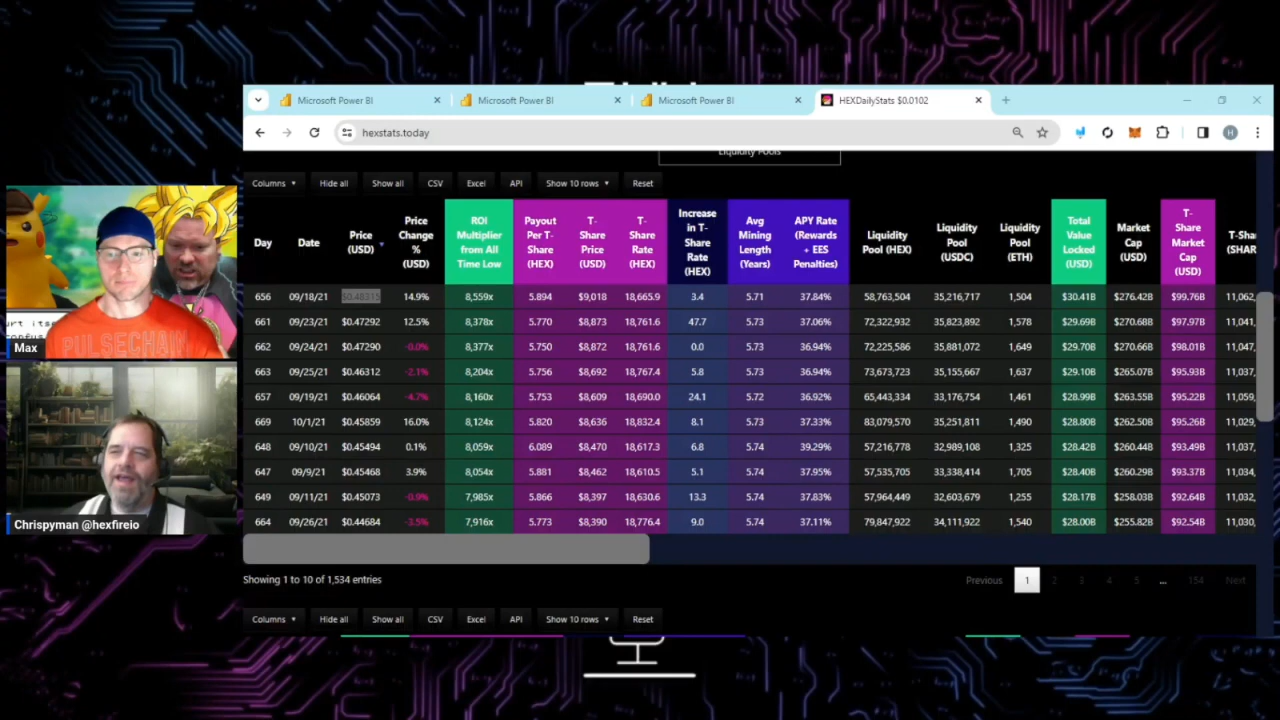 Microsoft Power BI
Microsoft Power BI
Microsoft Power BI
HEXDailyStats $0.0102
hexstats.today
Liquidity Pools
Columns Hide all Show all CSV Excel API Show 10 rows Reset
Day Date Price (USD) Price Change % (USD) ROI Multiplier from All Time Low Payout Per T-Share (HEX) T-Share Price (USD) T-Share Rate (HEX) Increase in T-Share Rate (HEX) Avg Mining Length (Years) APY Rate (Rewards + EES Penalties) Liquidity Pool (HEX) Liquidity Pool (USDC) Liquidity Pool (ETH) Total Value Locked (USD) Market Cap (USD) T-Share Market Cap (USD) T-Shar (SHAR
656 09/18/21 $0.48315 14.9% 8,559x 5.894 $9,018 18,665.9 3.4 5.71 37.84% 58,763,504 35,216,717 1,504 $30.41B $276.42B $99.76B 11,062,
661 09/23/21 $0.47292 12.5% 8,378x 5.770 $8,873 18,761.6 47.7 5.73 37.06% 72,322,932 35,823,892 1,578 $29.69B $270.68B $97.97B 11,041,
662 09/24/21 $0.47290 -0.0% 8,377x 5.750 $8,872 18,761.6 0.0 5.73 36.94% 72,225,586 35,881,072 1,649 $29.70B $270.66B $98.01B 11,047,
663 09/25/21 $0.46312 -2.1% 8,204x 5.756 $8,692 18,767.4 5.8 5.73 36.94% 73,673,723 35,155,667 1,637 $29.10B $265.07B $95.93B 11,039,
657 09/19/21 $0.46064 -4.7% 8,160x 5.753 $8,609 18,690.0 24.1 5.72 36.92% 65,443,334 33,176,754 1,461 $28.99B $263.55B $95.22B 11,059,
669 10/1/21 $0.45859 16.0% 8,124x 5.820 $8,636 18,832.4 8.1 5.73 37.33% 83,079,570 35,251,811 1,490 $28.80B $262.50B $95.26B 11,029,
648 09/10/21 $0.45494 0.1% 8,059x 6.089 $8,470 18,617.3 6.8 5.74 39.29% 57,216,778 32,989,108 1,325 $28.42B $260.44B $93.49B 11,037,
647 09/9/21 $0.45468 3.9% 8,054x 5.881 $8,462 18,610.5 5.1 5.74 37.95% 57,535,705 33,338,414 1,705 $28.40B $260.29B $93.37B 11,034,
649 09/11/21 $0.45073 -0.9% 7,985x 5.866 $8,397 18,630.6 13.3 5.74 37.83% 57,964,449 32,603,679 1,255 $28.17B $258.03B $92.64B 11,032,
664 09/26/21 $0.44684 -3.5% 7,916x 5.773 $8,390 18,776.4 9.0 5.74 37.11% 79,847,922 34,111,922 1,540 $28.00B $255.82B $92.54B 11,030,
Showing 1 to 10 of 1,534 entries
Previous 1 2 3 4 5 ... 154 Next
Columns Hide all Show all CSV Excel API Show 10 rows Reset
PULSECHAIN
Max
Chrispyman @hexfireio